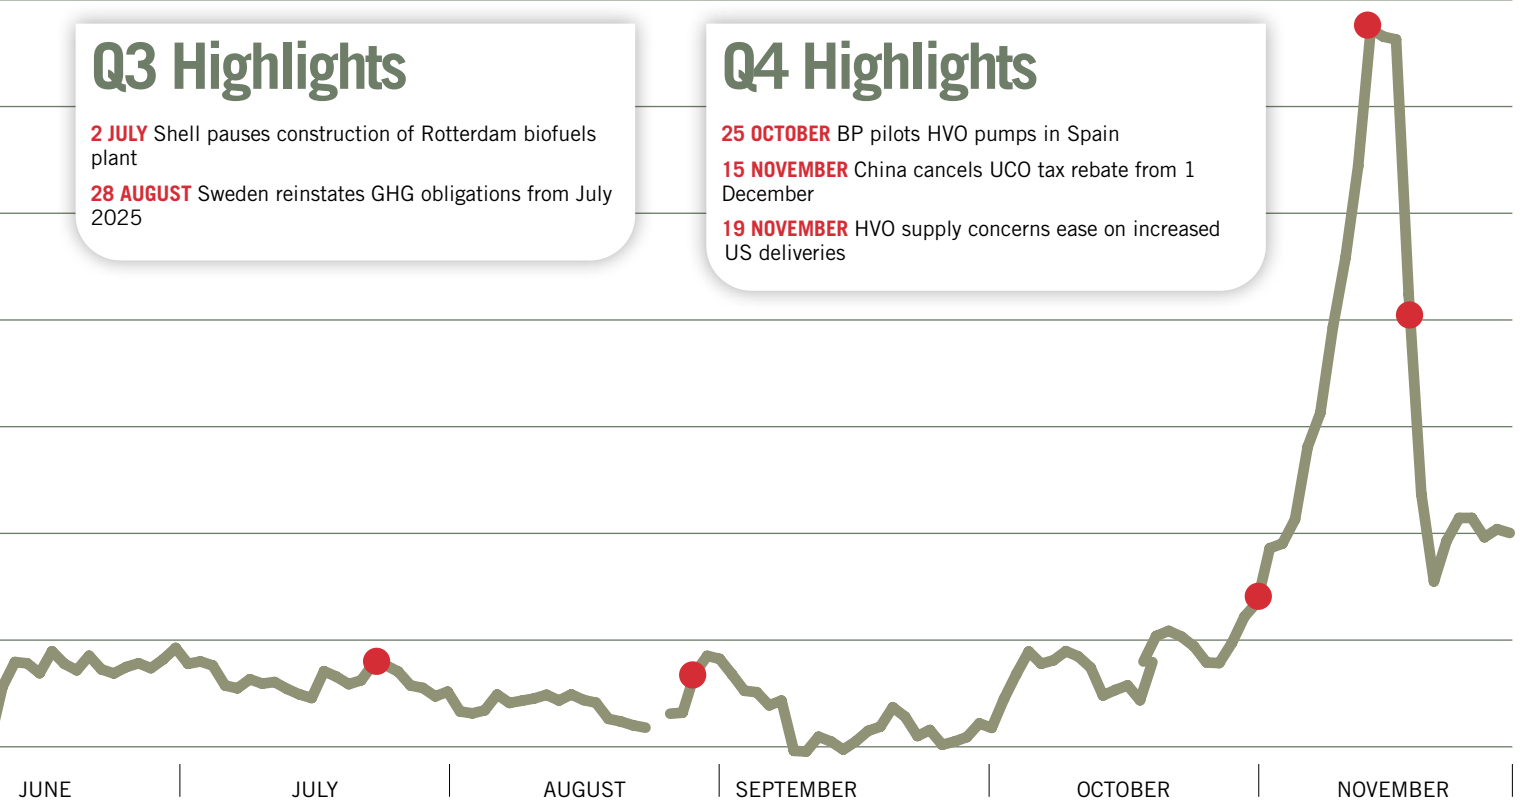 Q3 Highlights
2 JULY Shell pauses construction of Rotterdam biofuels
plant
28 AUGUST Sweden reinstates GHG obligations from July
2025
Q4 Highlights
25 OCTOBER BP pilots HVO pumps in Spain
15 NOVEMBER China cancels UCO tax rebate from 1
December
19 NOVEMBER HVO supply concerns ease on increased
US deliveries
JUNE JULY AUGUST SEPTEMBER OCTOBER NOVEMBER